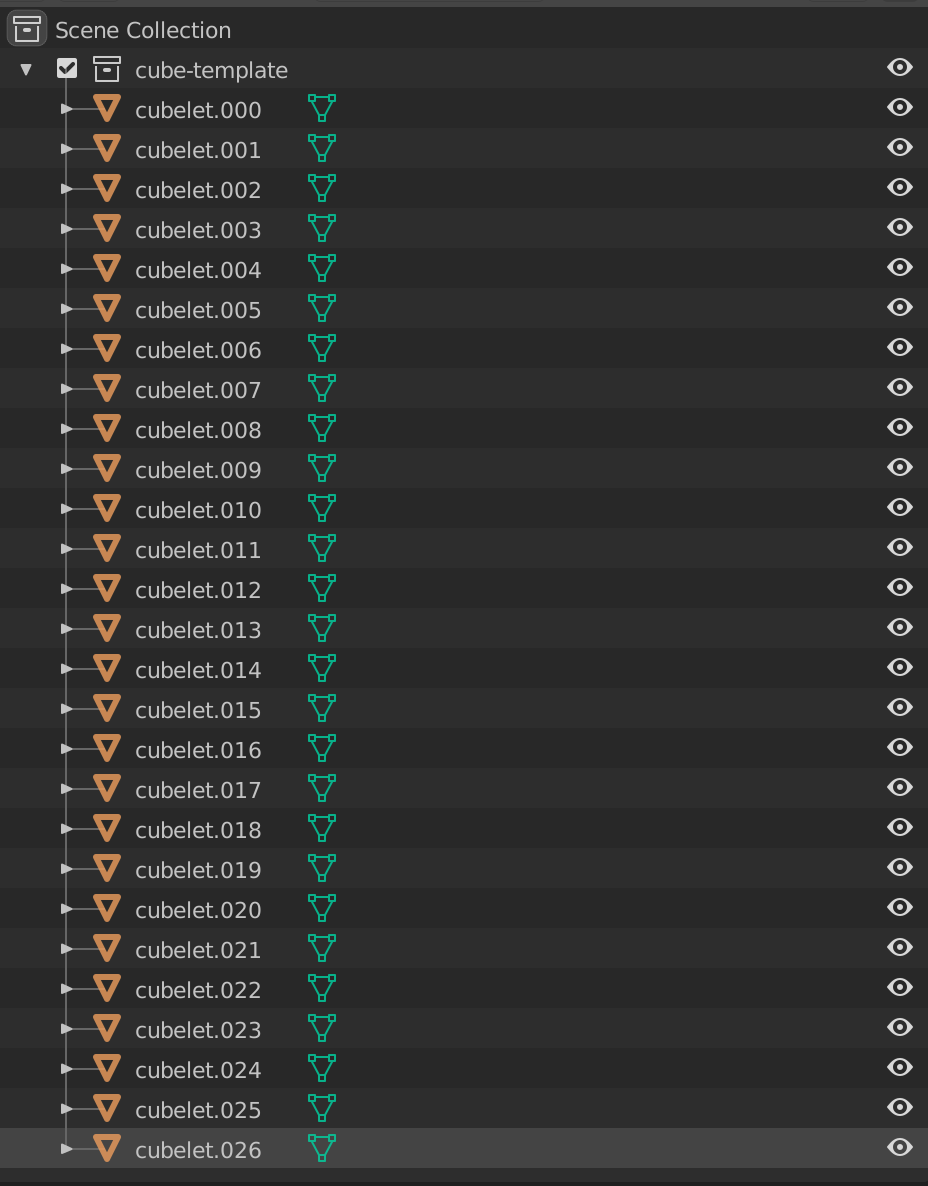 Scene Collection
cube-template
cubelet.000
cubelet.001
cubelet.002
cubelet.003
cubelet.004
cubelet.005
cubelet.006
cubelet.007
cubelet.008
cubelet.009
cubelet.010
cubelet.011
cubelet.012
cubelet.013
cubelet.014
cubelet.015
cubelet.016
cubelet.017
cubelet.018
cubelet.019
cubelet.020
cubelet.021
cubelet.022
cubelet.023
cubelet.024
cubelet.025
cubelet.026